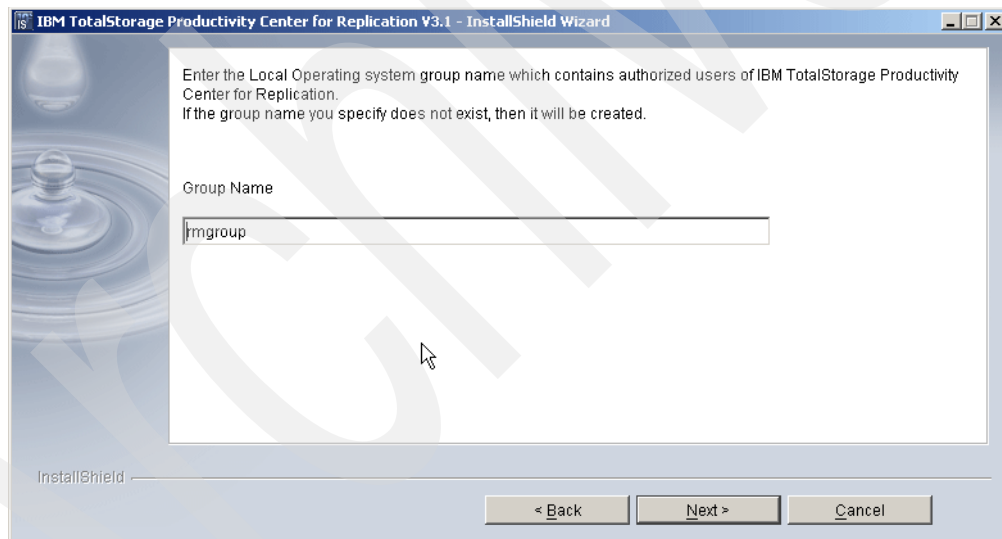 IBM TotalStorage Productivity Center for Replication V3.1 - InstallShield Wizard
Enter the Local Operating system group name which contains authorized users of IBM TotalStorage Productivity
Center for Replication.
If the group name you specify does not exist, then it will be created.
Group Name
rmgroup
InstallShield
< Back
Next >
Cancel